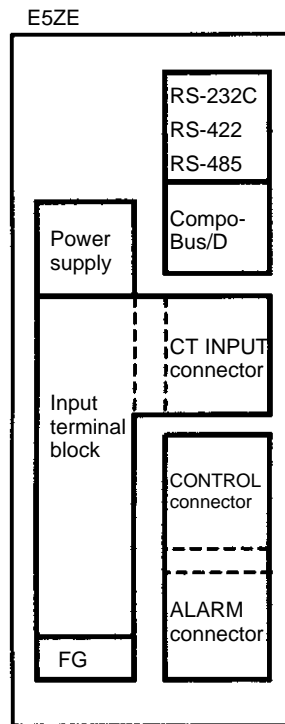 E5ZE
RS-232C
RS-422
RS-485
Compo-
Bus/D
Power
supply
CT INPUT
connector
Input
terminal
block
CONTROL
connector
ALARM
connector
FG